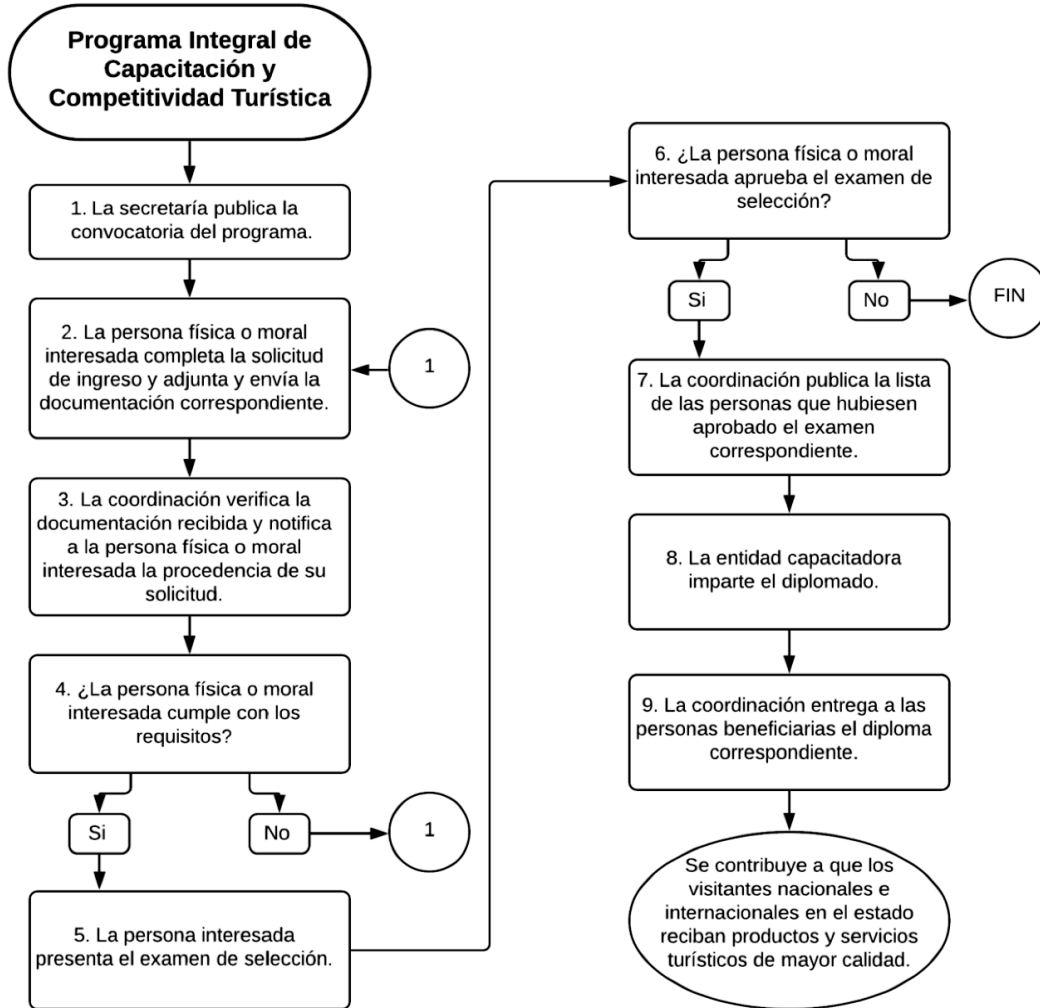 Programa Integral de
Capacitación y
Competitividad Turística
1. La secretaría publica la
convocatoria del programa.
2. La persona física o moral
interesada completa la solicitud
de ingreso y adjunta y envía la
documentación correspondiente.
1
3. La coordinación verifica la
documentación recibida y notifica
a la persona física o moral
interesada la procedencia de su
solicitud.
4. ¿La persona física o moral
interesada cumple con los
requisitos?
Si
No
1
5. La persona interesada
presenta el examen de selección.
6. ¿La persona física o moral
interesada aprueba el examen de
selección?
Si
No
FIN
7. La coordinación publica la lista
de las personas que hubiesen
aprobado el examen
correspondiente.
8. La entidad capacitadora
imparte el diplomado.
9. La coordinación entrega a las
personas beneficiarias el diploma
correspondiente.
Se contribuye a que los
visitantes nacionales e
internacionales en el estado
reciban productos y servicios
turísticos de mayor calidad.